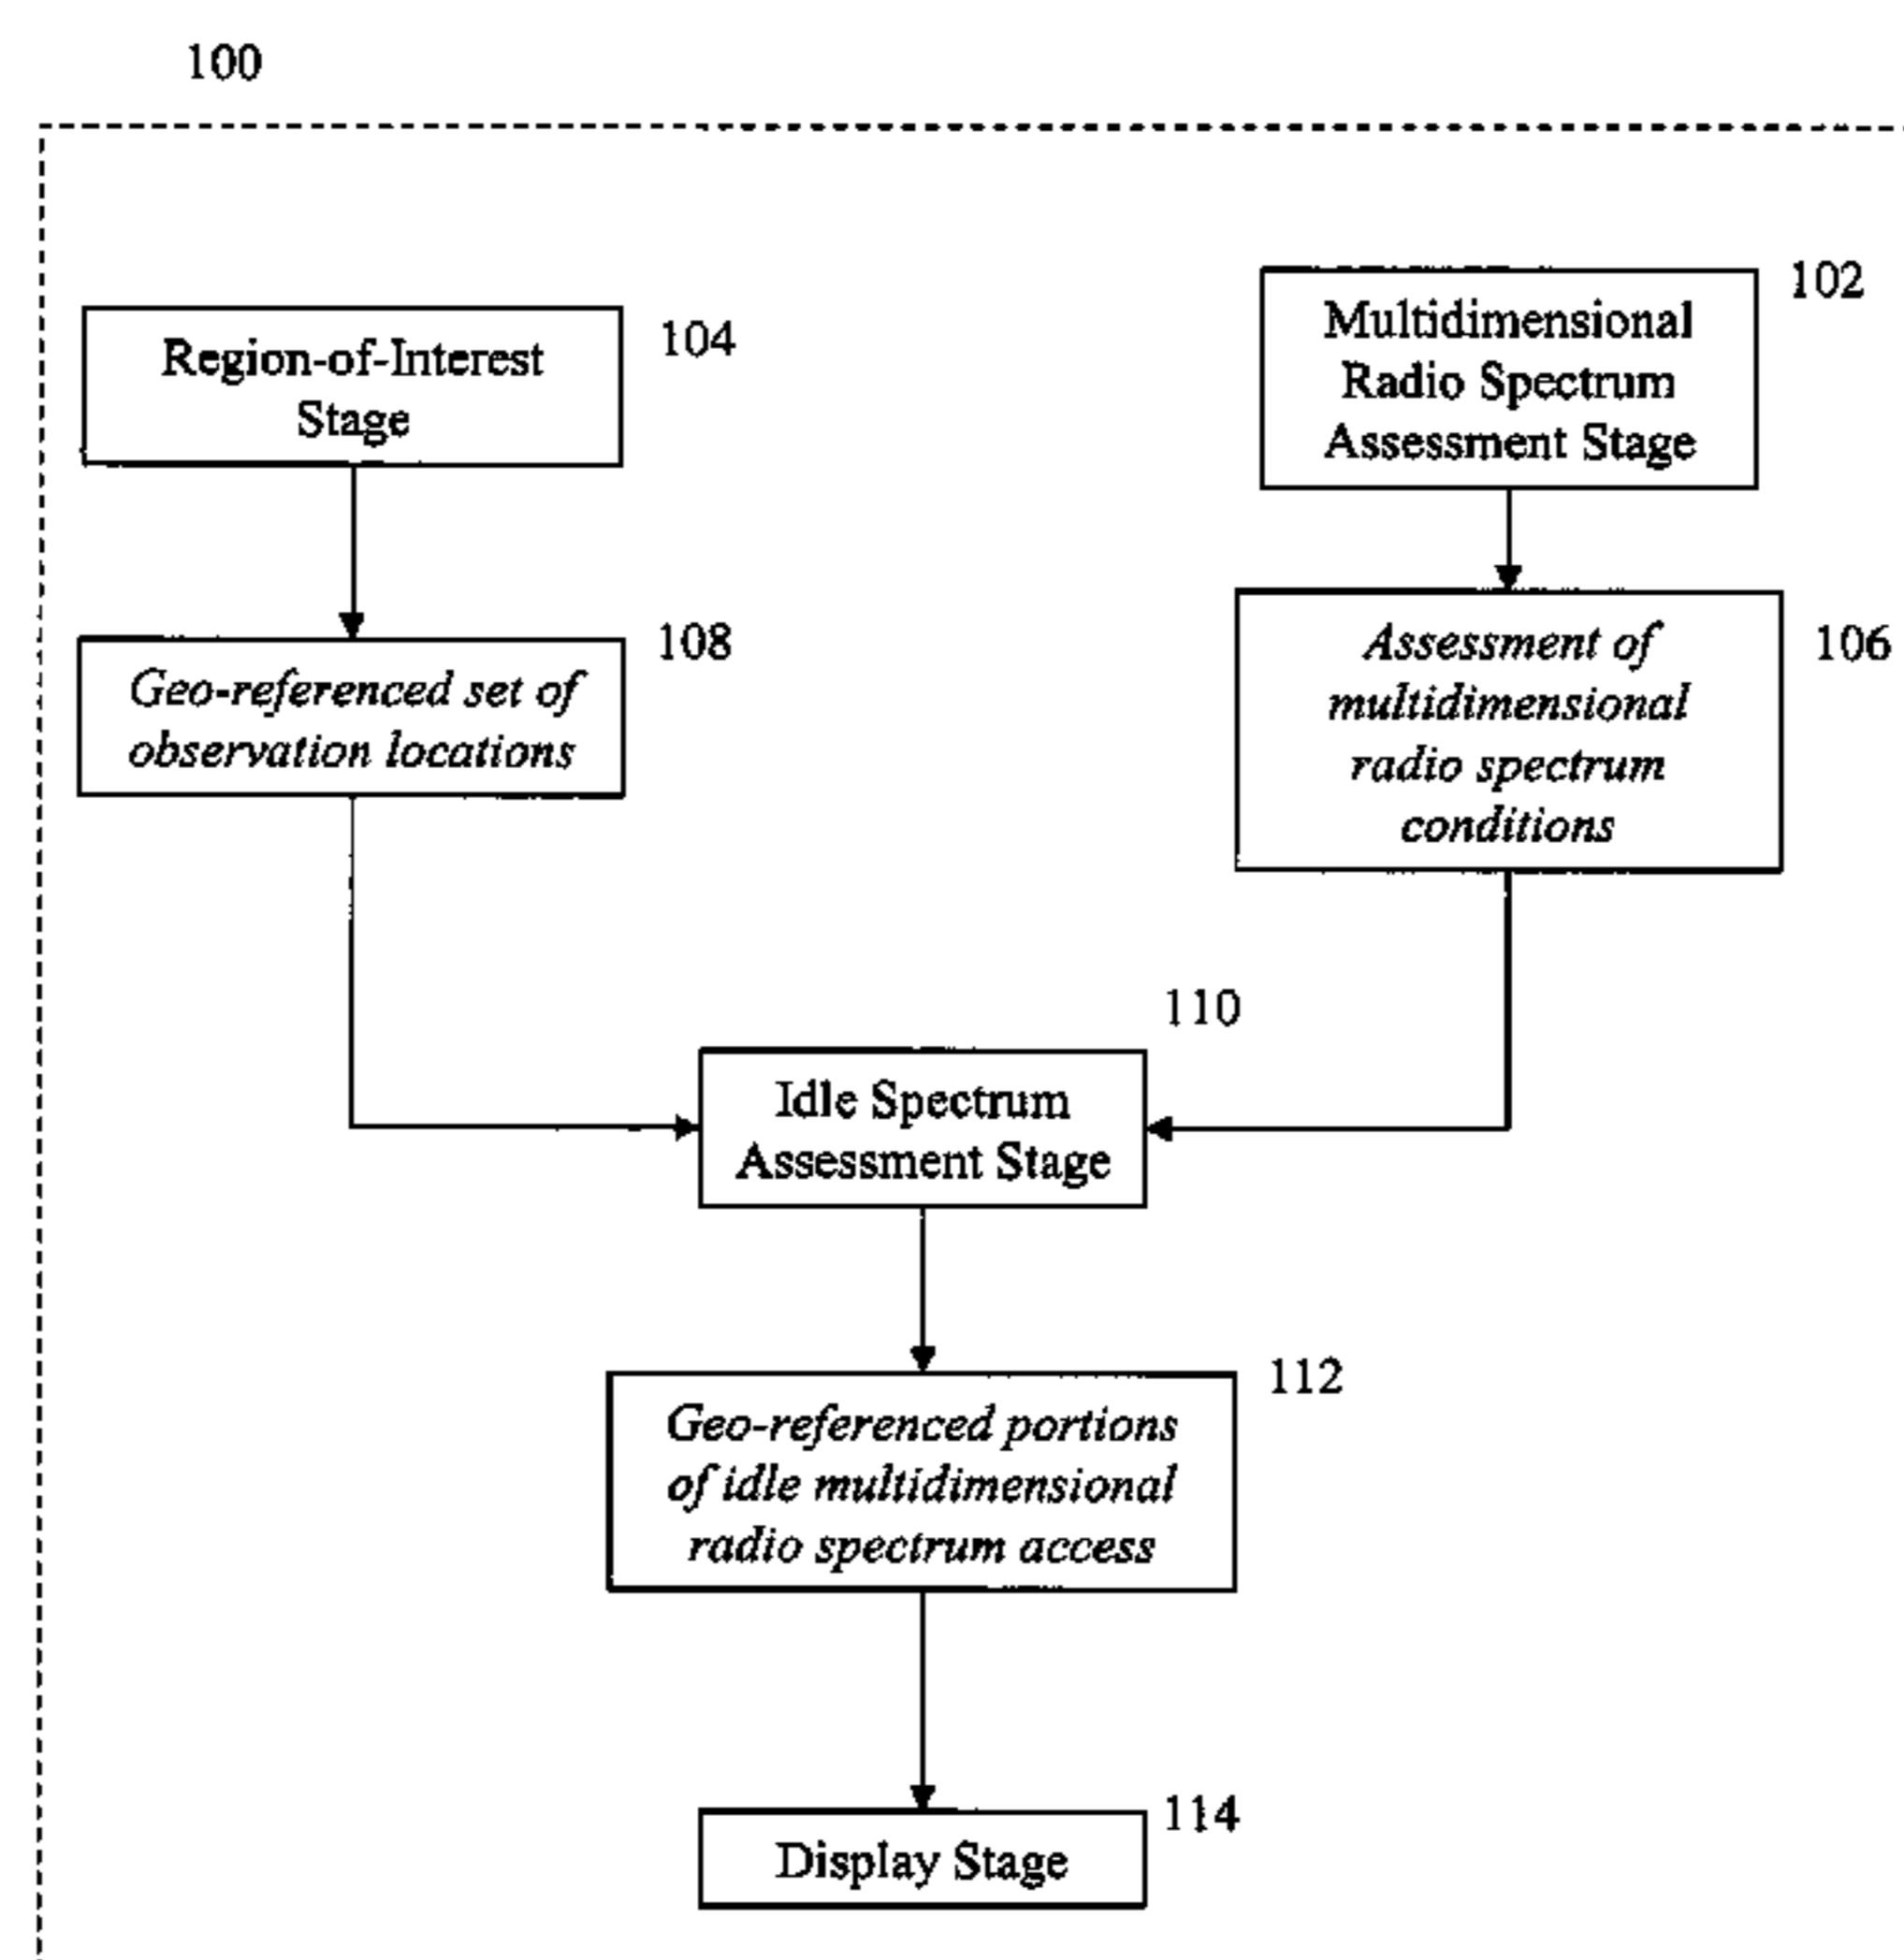 100
102
Multidimensional
Radio Spectrum
Assessment Stage
104
Region-of-Interest
Stage
108
Geo-referenced set of
observation locations
106
Assessment of
multidimensional
radio spectrum
conditions
110
Idle Spectrum
Assessment Stage
112
Geo-referenced portions
of idle multidimensional
radio spectrum access
114
Display Stage